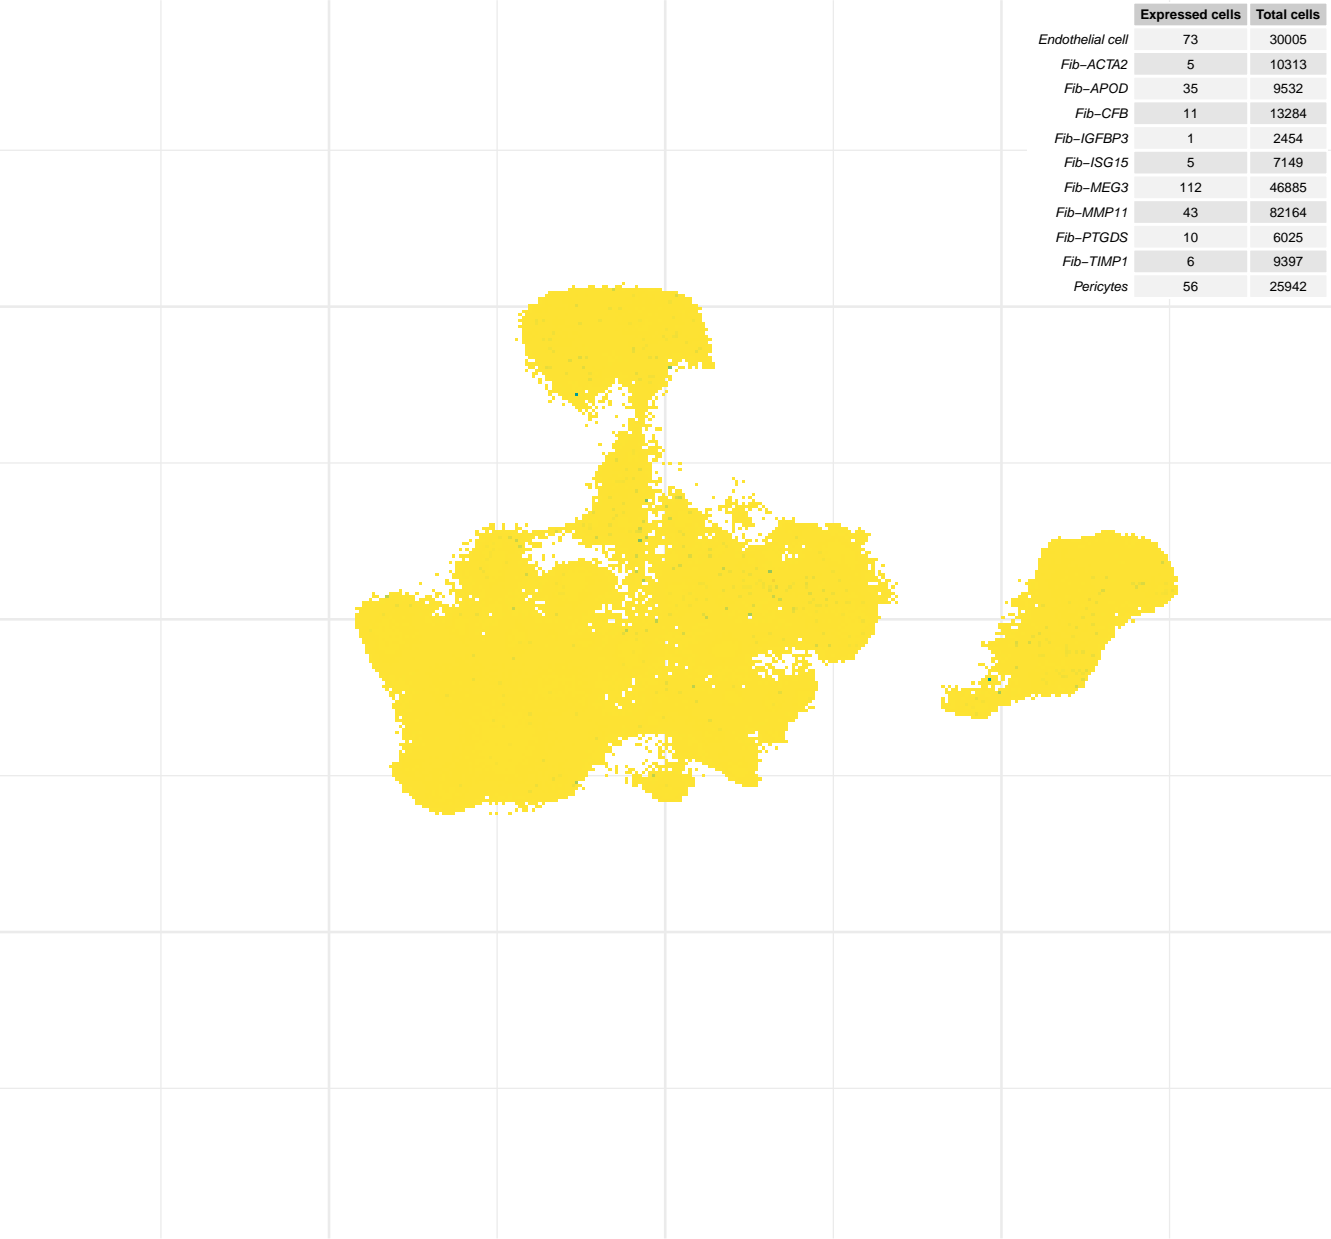 Expressed cells Total cells
Endothelial cell 73 30005
Fib−ACTA2 5 10313
Fib−APOD 35 9532
Fib−CFB 11 13284
Fib−IGFBP3 1 2454
Fib−ISG15 5 7149
Fib−MEG3 112 46885
Fib−MMP11 43 82164
Fib−PTGDS 10 6025
Fib−TIMP1 6 9397
Pericytes 56 25942